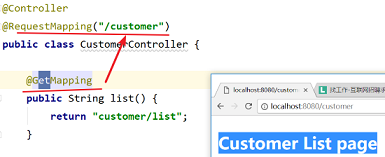 @Controller
@RequestMapping("/customer")
public class CustomerController {
@GetMapping
public String list() {
return "customer/list";
}
localhost:8080/custome
localhost:8080/customer
Customer List page